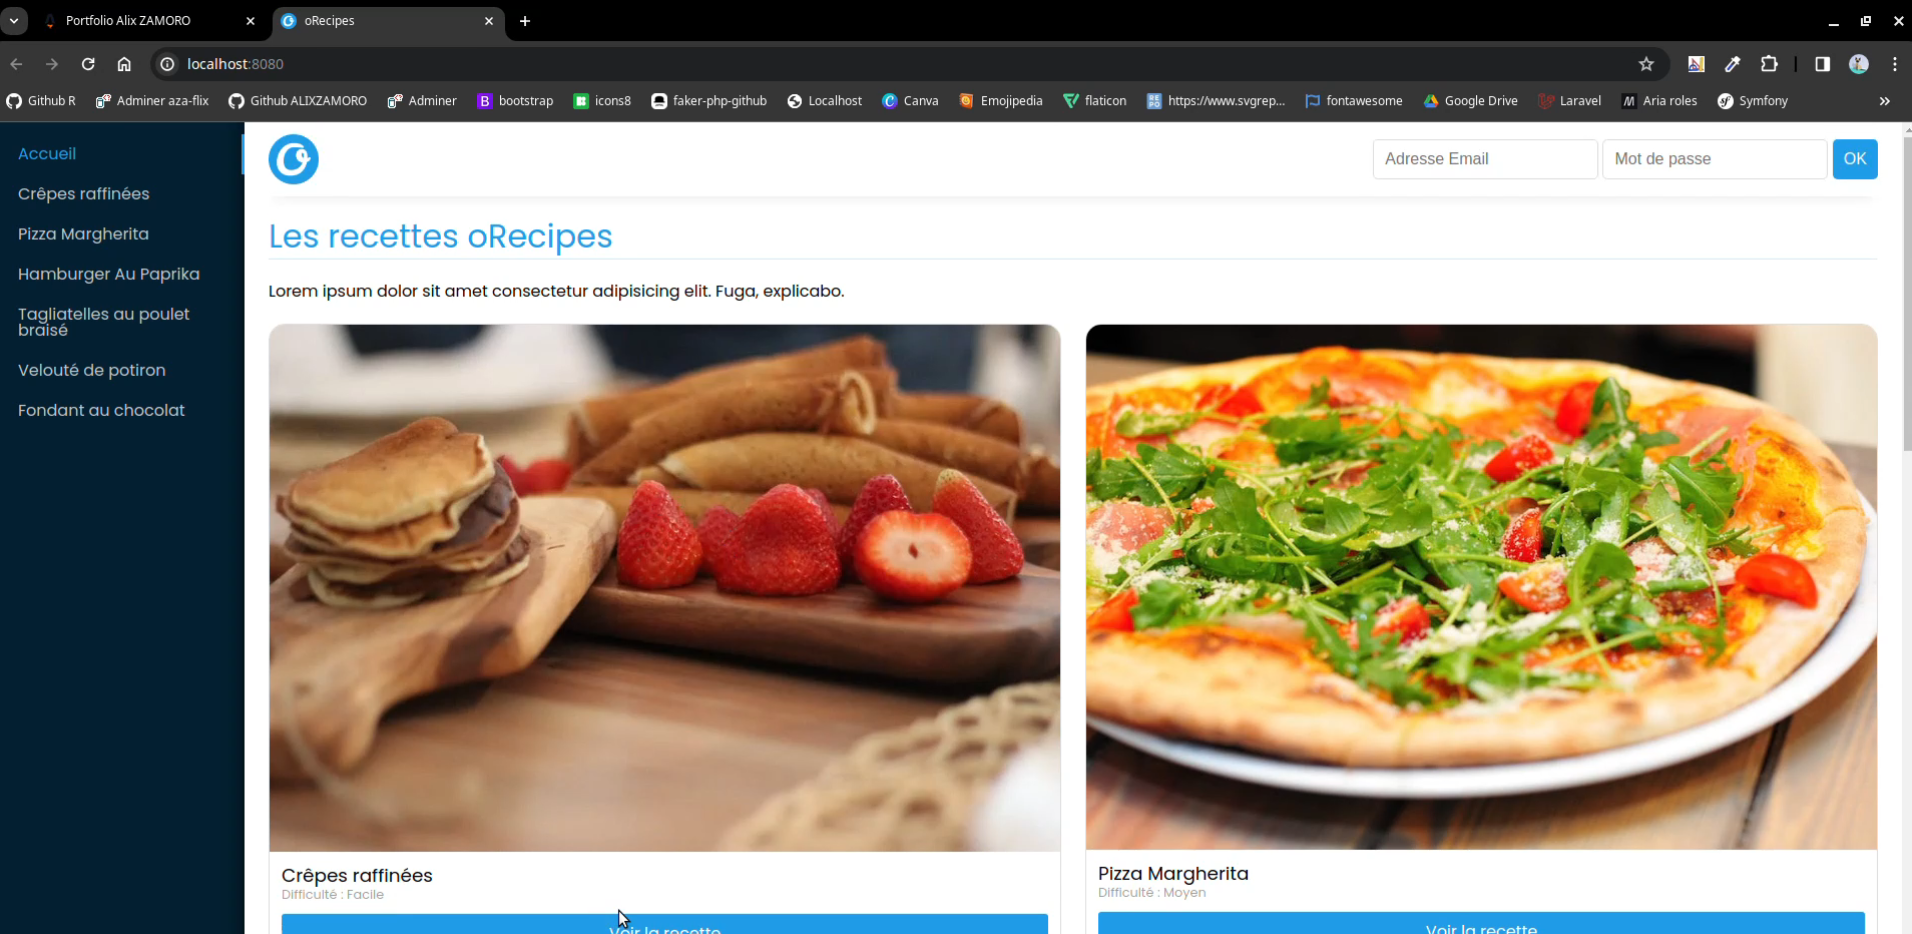 Portfolio Alix ZAMORO
oRecipes
localhost:8080
Github R
Adminer aza-flix
Github ALIXZAMORO
Adminer
bootstrap
icons8
faker-php-github
Localhost
Canva
Emojipedia
flaticon
https://www.svgrep...
fontawesome
Google Drive
Laravel
Aria roles
Symfony
Accueil
Crêpes raffinées
Pizza Margherita
Hamburger Au Paprika
Tagliatelles au poulet
braisé
Velouté de potiron
Fondant au chocolat
Adresse Email
Mot de passe
OK
Les recettes oRecipes
Lorem ipsum dolor sit amet consectetur adipisicing elit. Fuga, explicabo.
Crêpes raffinées
Difficulté : Facile
Voir la recette
Pizza Margherita
Difficulté : Moyen
Voir la recette